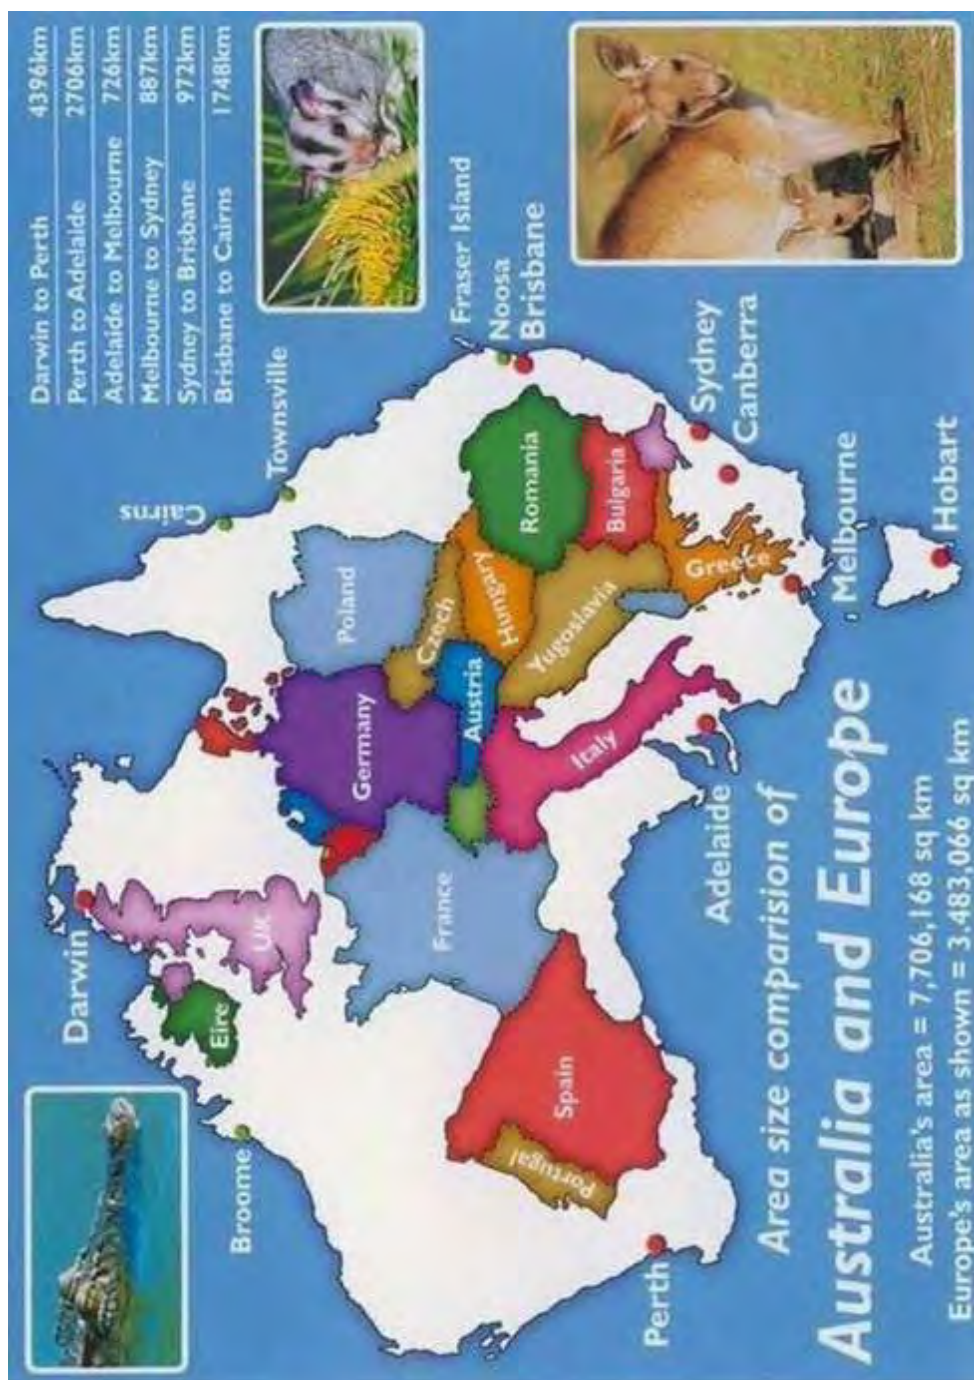 Darwin to Perth 4396km
Perth to Adelaide 2706km
Adelaide to Melbourne 726km
Melbourne to Sydney 887km
Sydney to Brisbane 972km
Brisbane to Cairns 1748km
Darwin
Broome
Cairns
Townsville
Fraser Island
Noosa
Brisbane
Sydney
Canberra
Melbourne
Hobart
Adelaide
Perth
Eire
UK
Poland
Germany
Czech
France
Austria
Hungary
Romania
Portugal
Spain
Italy
Yugoslavia
Bulgaria
Greece
Area size comparision of
Australia and Europe
Australia's area = 7,706,168 sq km
Europe's area as shown = 3,483,066 sq km